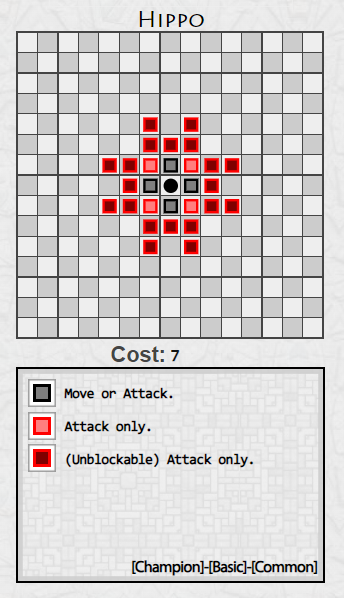 Hippo
Cost: 7
Move or Attack.
Attack only.
(Unblockable) Attack only.
[Champion]-[Basic]-[Common]